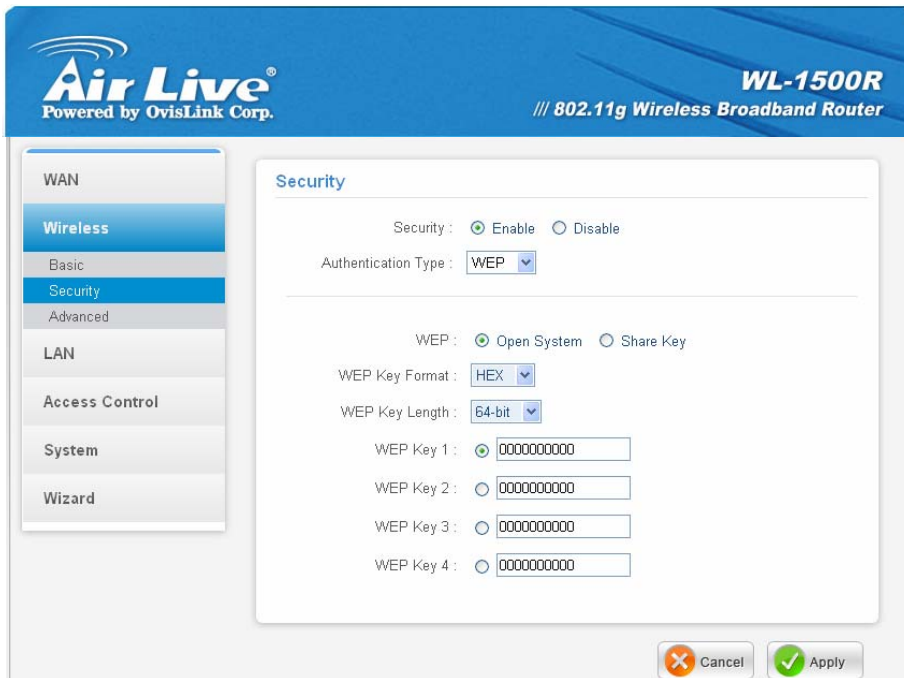 Air Live®
Powered by OvisLink Corp.
WL-1500R
/// 802.11g Wireless Broadband Router
WAN
Wireless
Basic
Security
Advanced
LAN
Access Control
System
Wizard
Security
Security : Enable Disable
Authentication Type : WEP
WEP : Open System Share Key
WEP Key Format : HEX
WEP Key Length : 64-bit
WEP Key 1 : 0000000000
WEP Key 2 : 0000000000
WEP Key 3 : 0000000000
WEP Key 4 : 0000000000
Cancel Apply